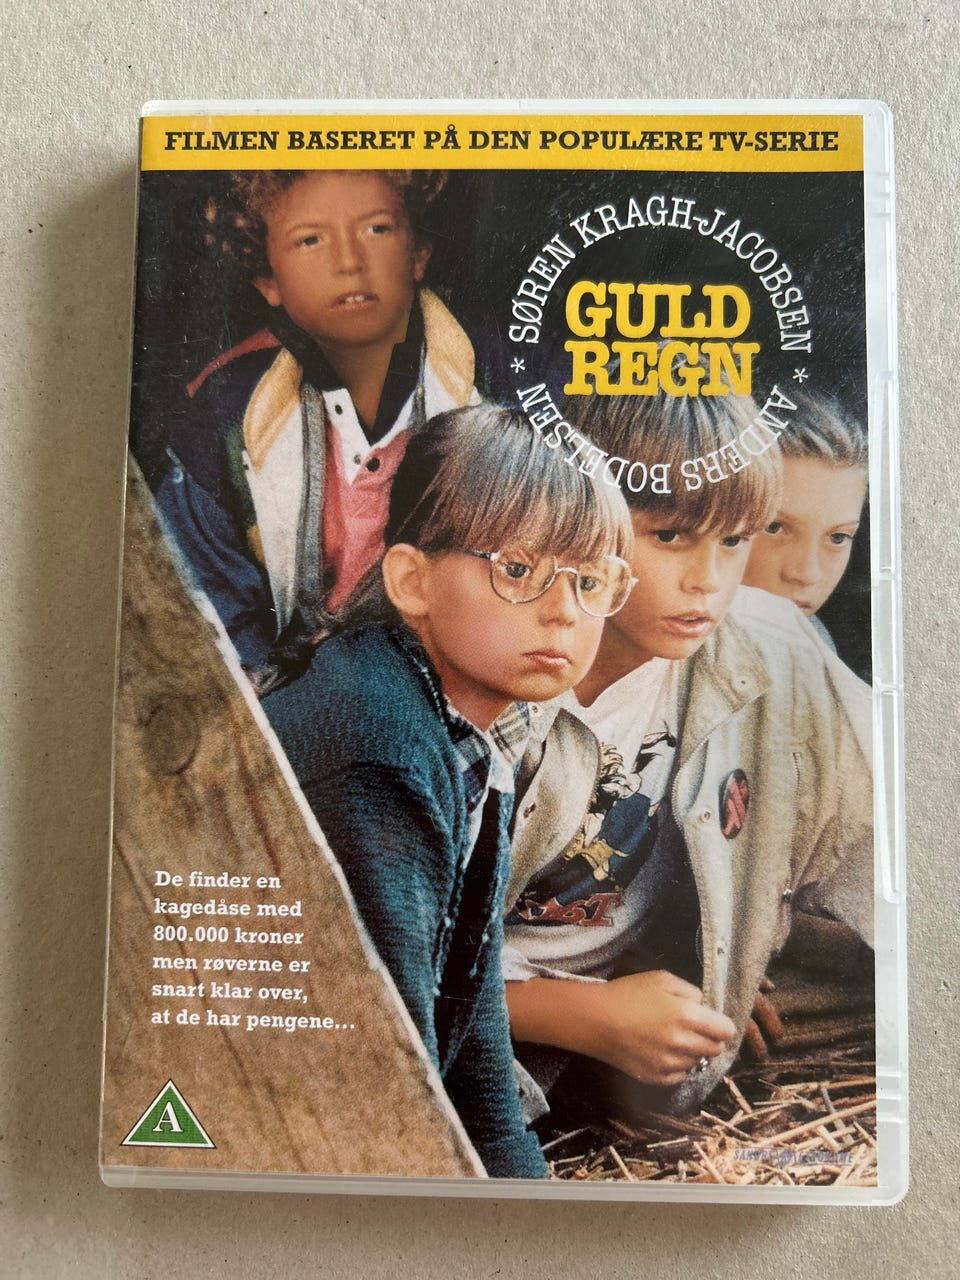 FILMEN BASERET PÅ DEN POPULÆRE TV-SERIE
SØREN KRAGH-JACOBSEN * ANDERS BODELSEN *
GULD
REGN
De finder en
kagedåse med
800.000 kroner
men røverne er
snart klar over,
at de har pengene...
A